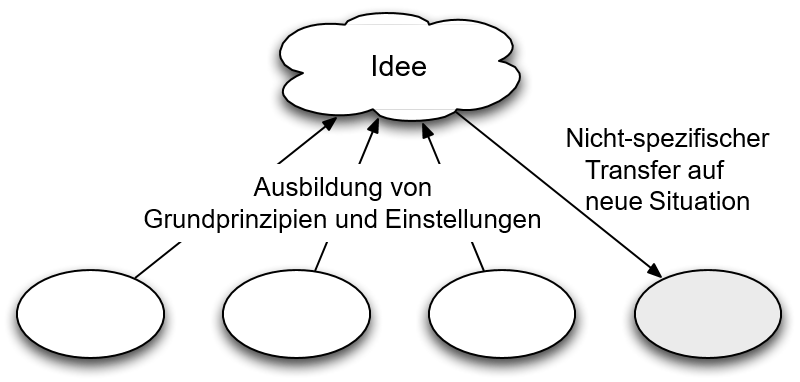 Idee
Nicht-spezifischer
Transfer auf
neue Situation
Ausbildung von
Grundprinzipien und Einstellungen